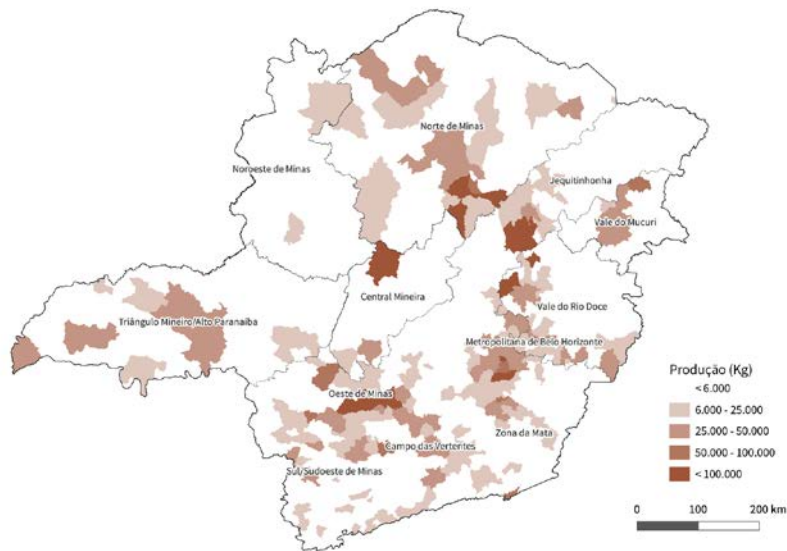 Norte de Minas
Noroeste de Minas
Jequitinhonha
Vale do Mucuri
Central Mineira
Vale do Rio Doce
Triângulo Mineiro/Alto Paranaíba
Metropolitana de Belo Horizonte
Oeste de Minas
Zona da Mata
Campo das Vertentes
Sul/Sudoeste de Minas
Produção (Kg)
< 6.000
6.000 - 25.000
25.000 - 50.000
50.000 - 100.000
< 100.000
0 100 200 km